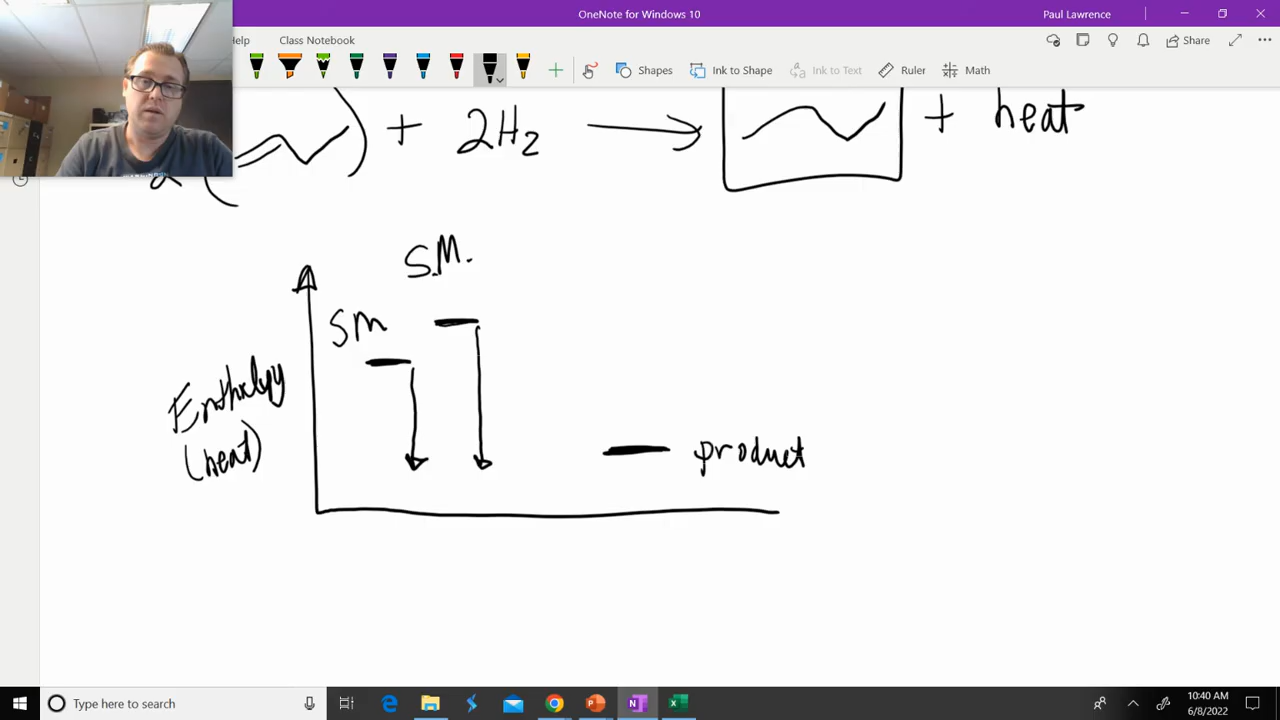 OneNote for Windows 10
Paul Lawrence
Help Class Notebook
Shapes Ink to Shape Ink to Text Ruler Math Share
2( ) + 2H2 → + heat
S.M.
SM
Enthalpy
(heat)
product
Type here to search
10:40 AM
6/8/2022